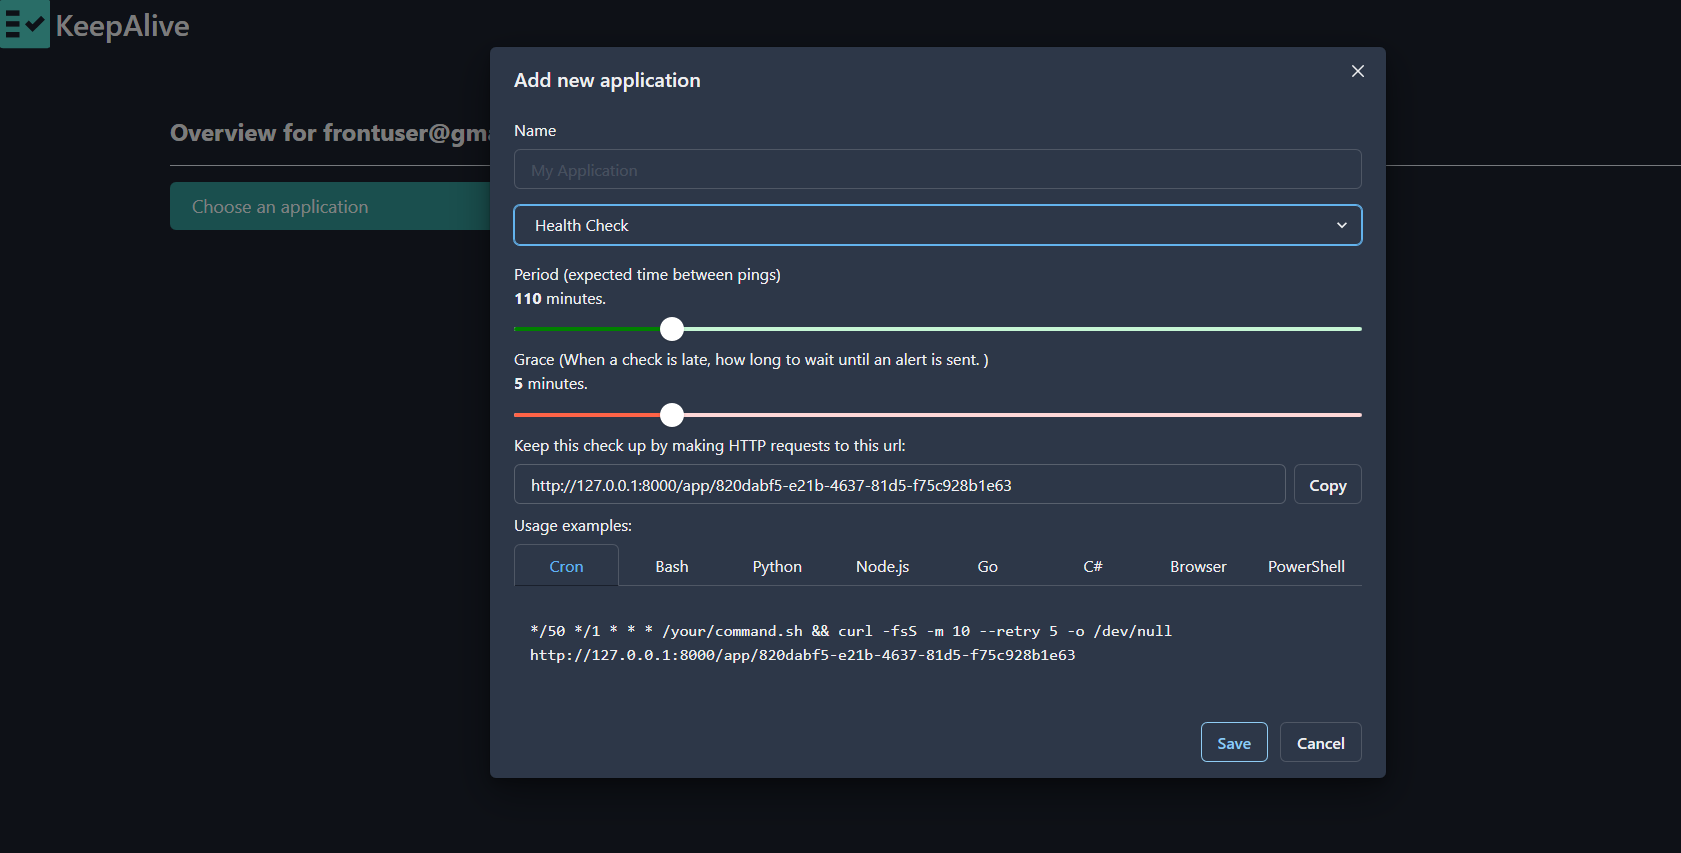 KeepAlive
Overview for frontuser@gm
Choose an application
Add new application
Name
My Application
Health Check
Period (expected time between pings)
110 minutes.
Grace (When a check is late, how long to wait until an alert is sent. )
5 minutes.
Keep this check up by making HTTP requests to this url:
http://127.0.0.1:8000/app/820dabf5-e21b-4637-81d5-f75c928b1e63
Copy
Usage examples:
Cron Bash Python Node.js Go C# Browser PowerShell
*/50 */1 * * * /your/command.sh && curl -fsS -m 10 --retry 5 -o /dev/null
http://127.0.0.1:8000/app/820dabf5-e21b-4637-81d5-f75c928b1e63
Save Cancel